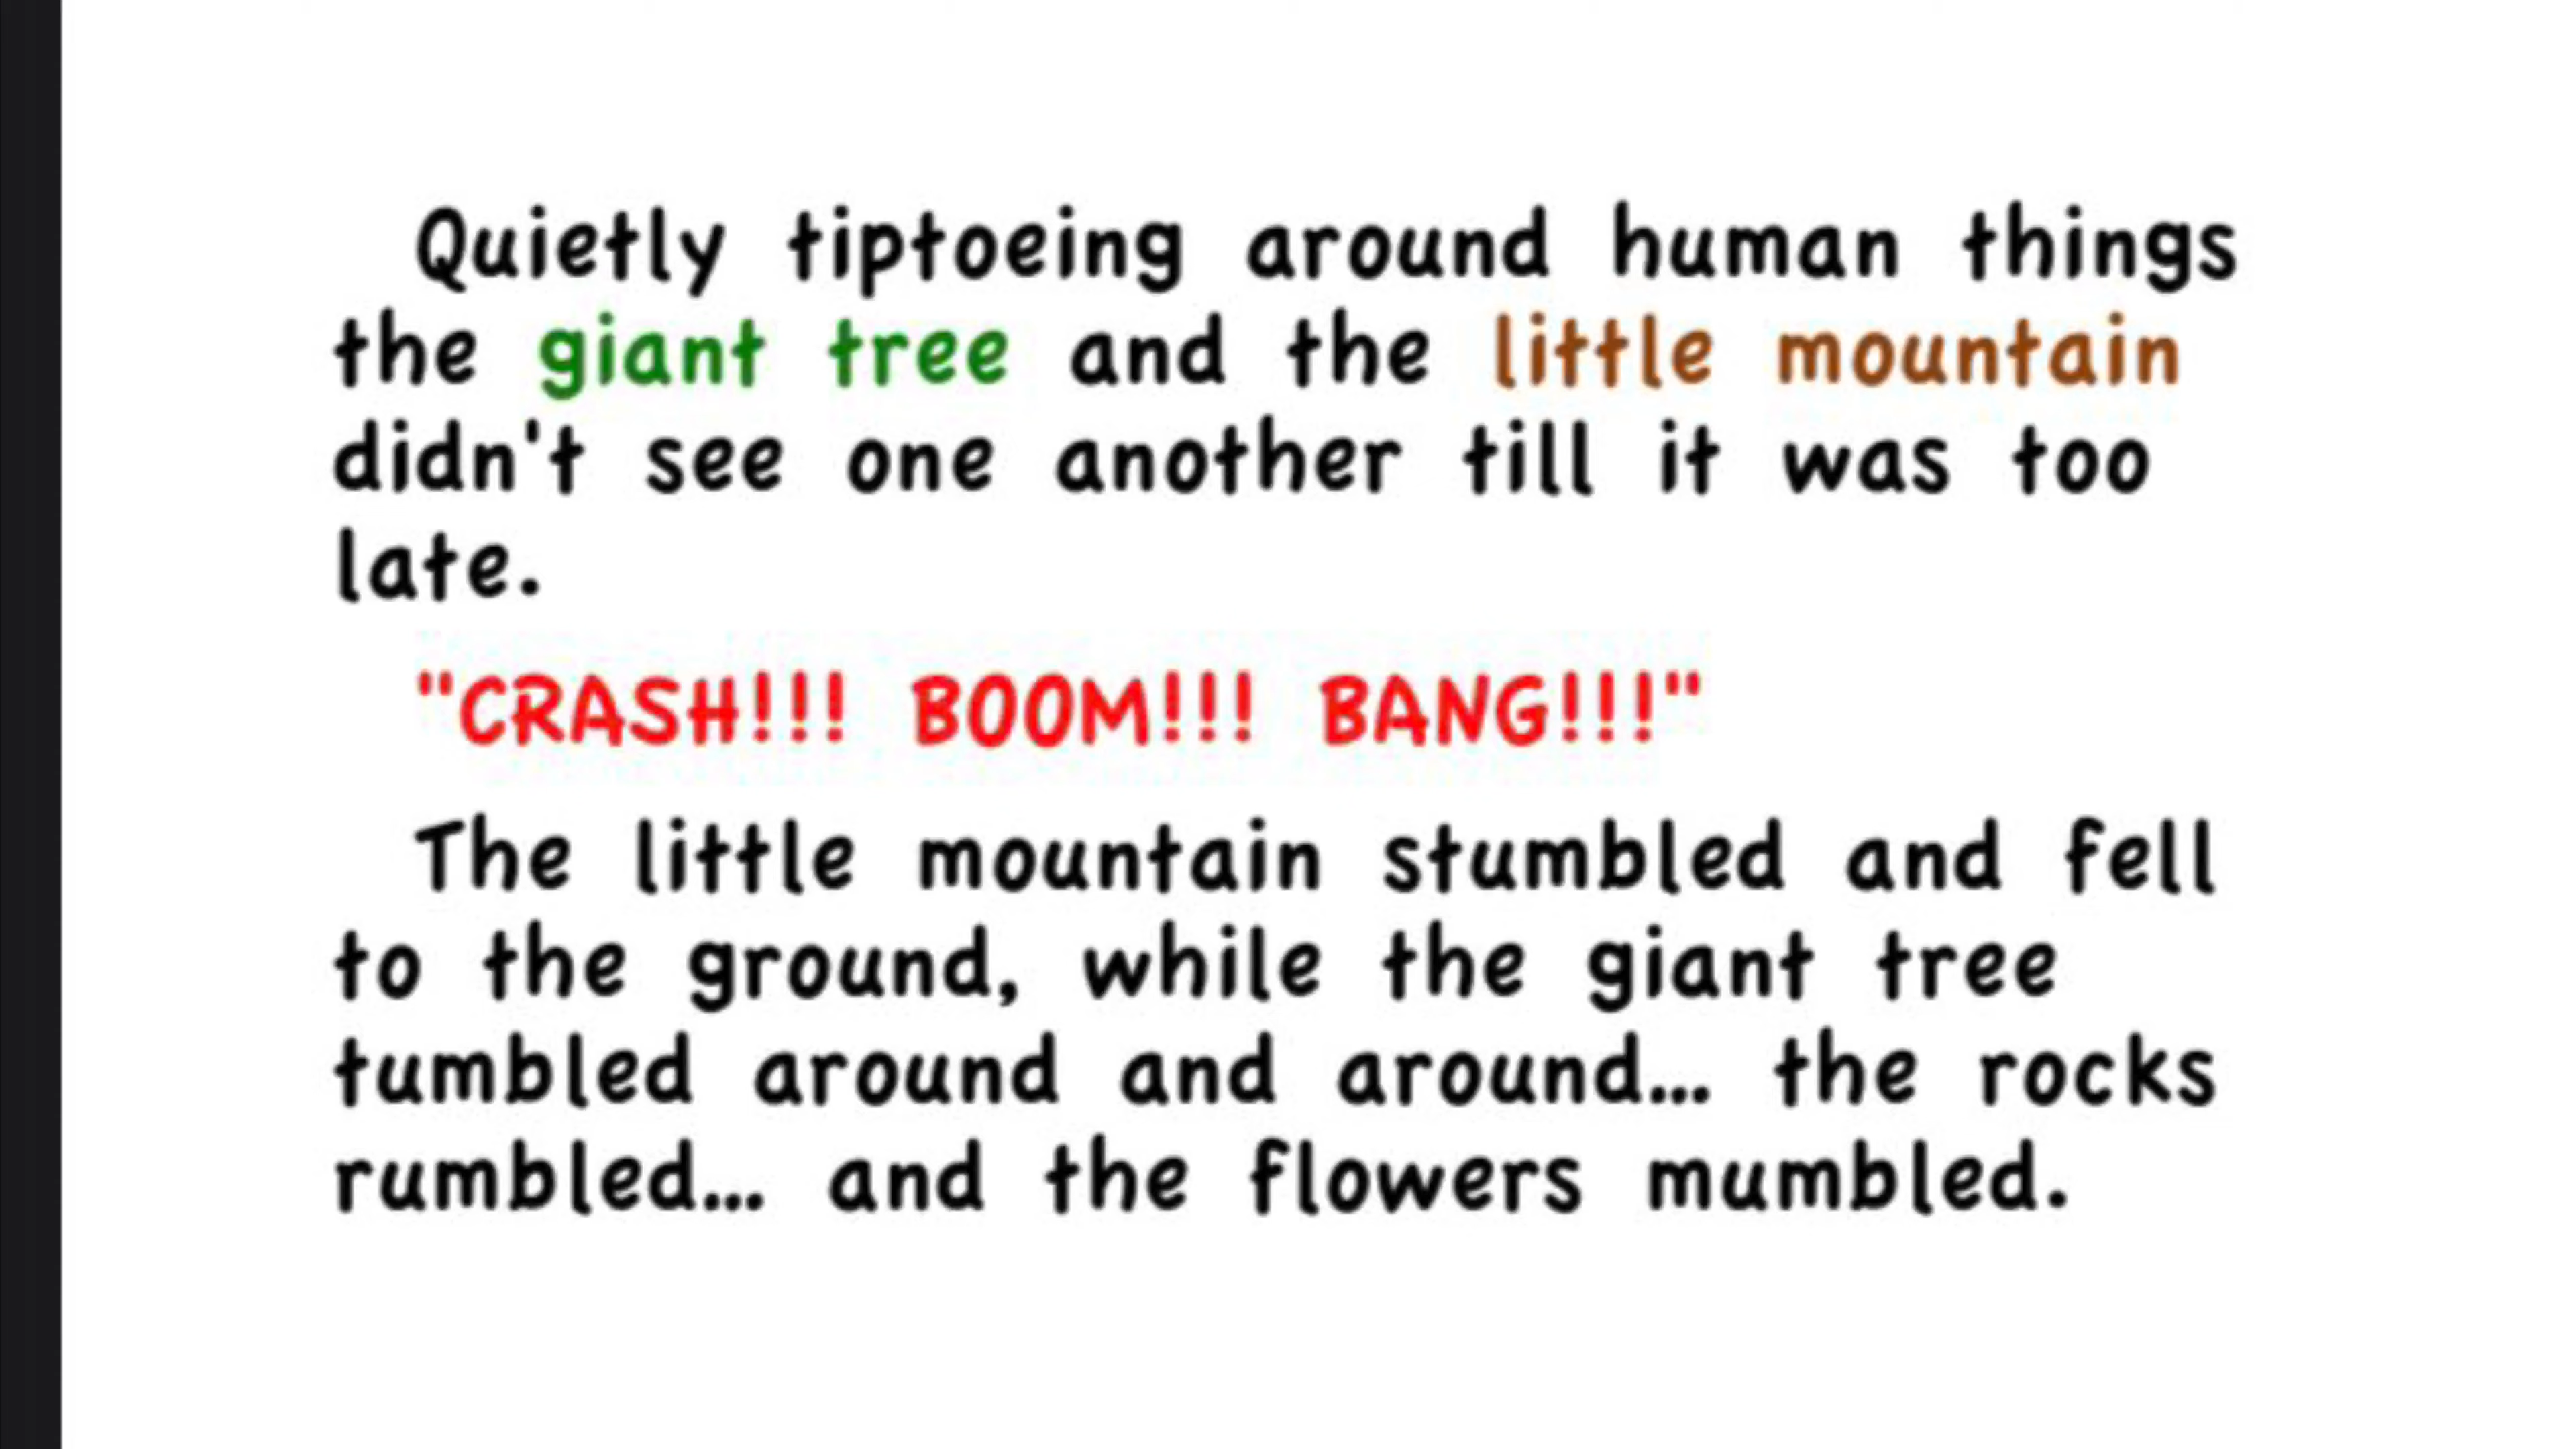 Quietly tiptoeing around human things
the giant tree and the little mountain
didn't see one another till it was too
late.
"CRASH!!! BOOM!!! BANG!!!"
The little mountain stumbled and fell
to the ground, while the giant tree
tumbled around and around... the rocks
rumbled... and the flowers mumbled.